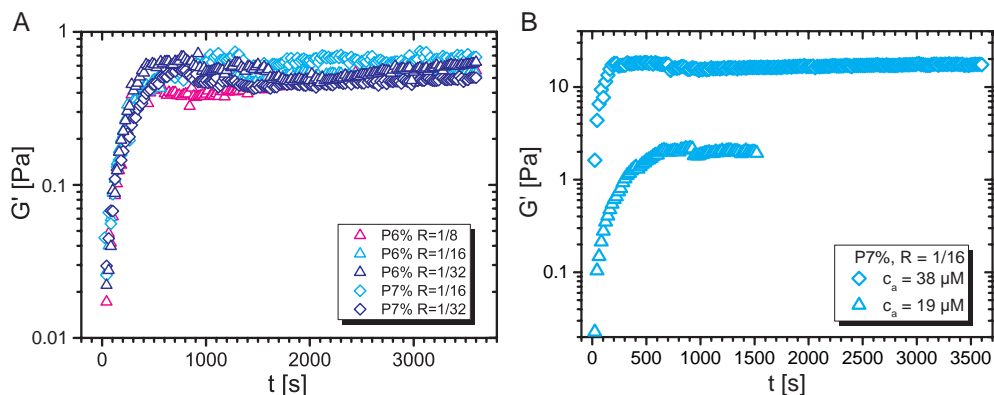 A
G' [Pa]
1
0.1
0.01
0
1000
2000
3000
t [s]
P6% R=1/8
P6% R=1/16
P6% R=1/32
P7% R=1/16
P7% R=1/32
B
G' [Pa]
10
1
0.1
0
500
1000
1500
2000
2500
3000
3500
t [s]
P7%, R = 1/16
cₐ = 38 µM
cₐ = 19 µM